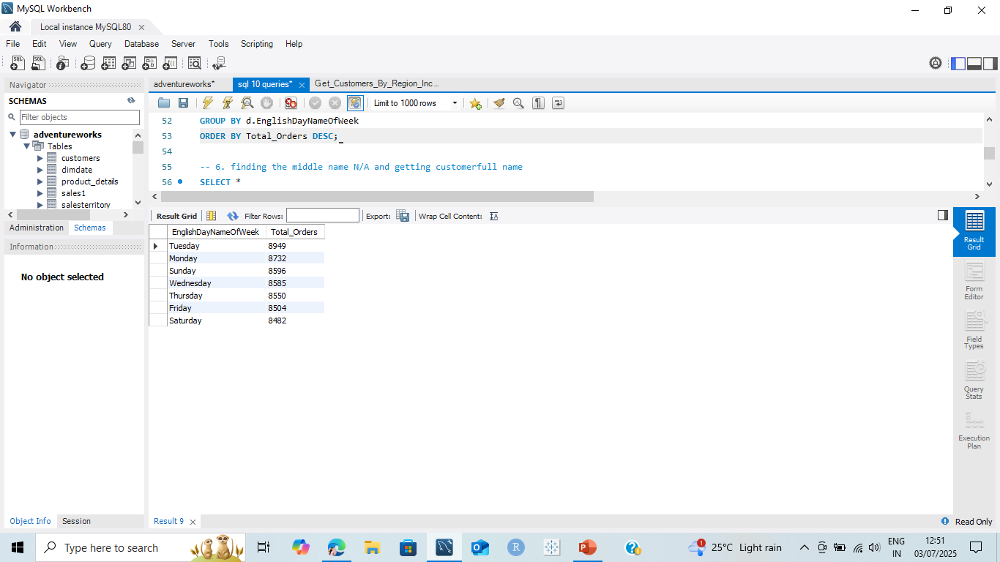 MySQL Workbench
Local instance MySQL80
File Edit View Query Database Server Tools Scripting Help
Navigator
SCHEMAS
Filter objects
adventureworks
Tables
customers
dimdate
product_details
sales1
salesterritory
Administration Schemas
Information
No object selected
Object Info Session
adventureworks* sql 10 queries* Get_Customers_By_Region_Inc...
Limit to 1000 rows
52 GROUP BY d.EnglishDayNameOfWeek
53 ORDER BY Total_Orders DESC;
54
55 -- 6. finding the middle name N/A and getting customerfull name
56 SELECT *
Result Grid Filter Rows: Export: Wrap Cell Content:
EnglishDayNameOfWeek Total_Orders
Tuesday 8949
Monday 8732
Sunday 8596
Wednesday 8585
Thursday 8550
Friday 8504
Saturday 8482
Result Grid
Form Editor
Field Types
Query Stats
Execution Plan
Result 9
Read Only
Type here to search
1
25°C Light rain
ENG
IN
12:51
03/07/2025